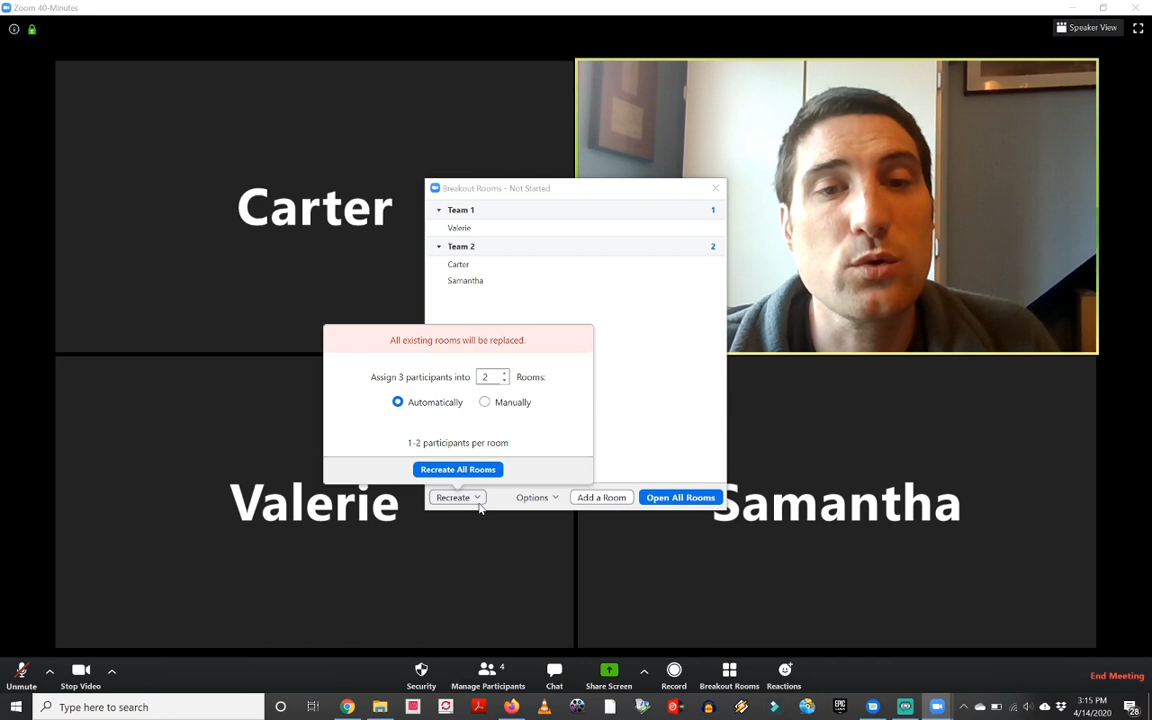 Zoom 40-Minutes
Speaker View
Carter
Breakout Rooms - Not Started
Team 1 1
Valerie
Team 2 2
Carter
Samantha
All existing rooms will be replaced.
Assign 3 participants into 2 Rooms:
Automatically Manually
1-2 participants per room
Recreate All Rooms
Recreate Options Add a Room Open All Rooms
Valerie Samantha
Unmute Stop Video Security Manage Participants 4 Chat Share Screen Record Breakout Rooms Reactions End Meeting
Type here to search EPIC 3:15 PM
4/14/2020 28